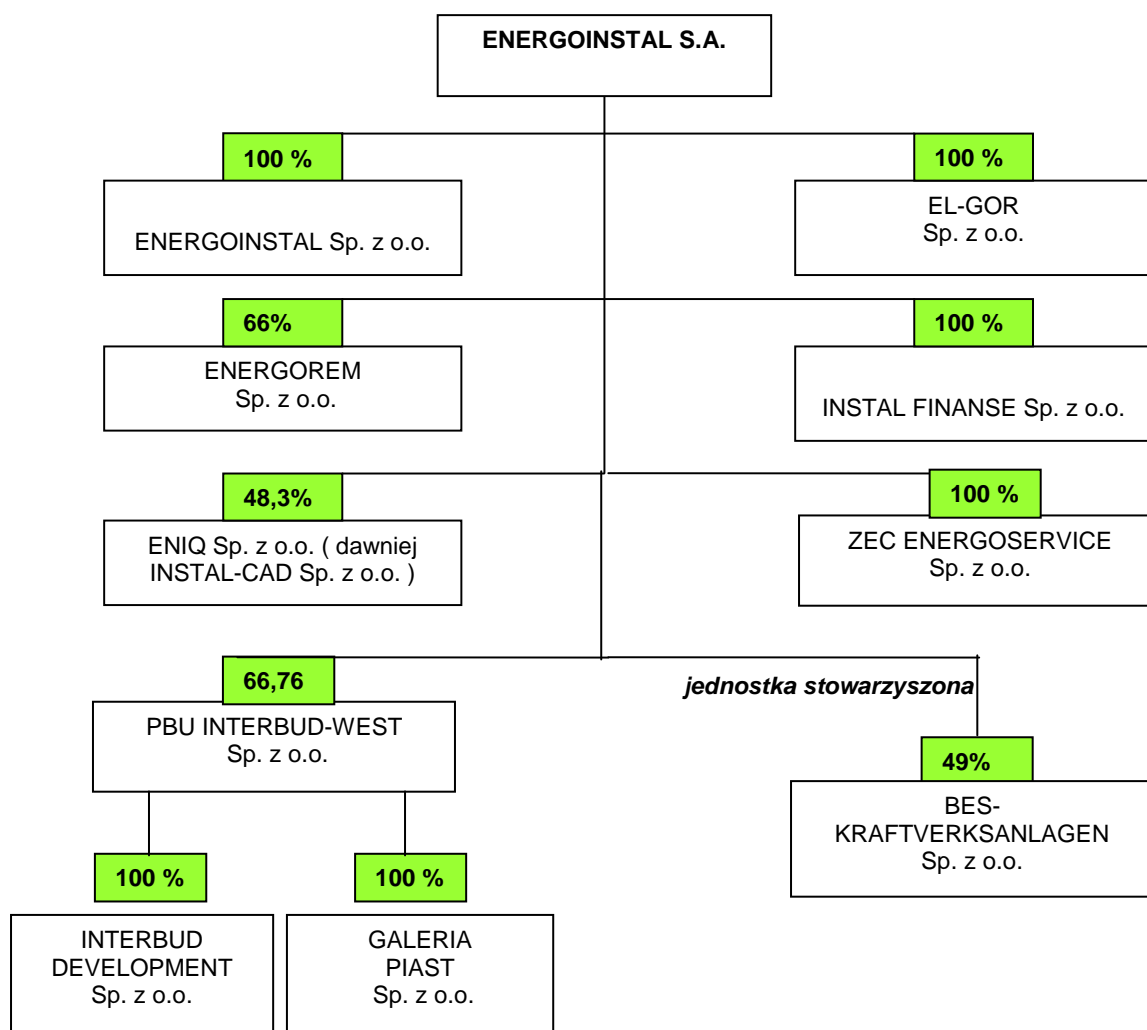 ENERGOINSTAL S.A.
100 %
ENERGOINSTAL Sp. z o.o.
100 %
EL-GOR
Sp. z o.o.
66%
ENERGOREM
Sp. z o.o.
100 %
INSTAL FINANSE Sp. z o.o.
48,3%
ENIQ Sp. z o.o. ( dawniej
INSTAL-CAD Sp. z o.o. )
100 %
ZEC ENERGOSERVICE
Sp. z o.o.
66,76
PBU INTERBUD-WEST
Sp. z o.o.
jednostka stowarzyszona
49%
BES-
KRAFTVERKSANLAGEN
Sp. z o.o.
100 %
INTERBUD
DEVELOPMENT
Sp. z o.o.
100 %
GALERIA
PIAST
Sp. z o.o.